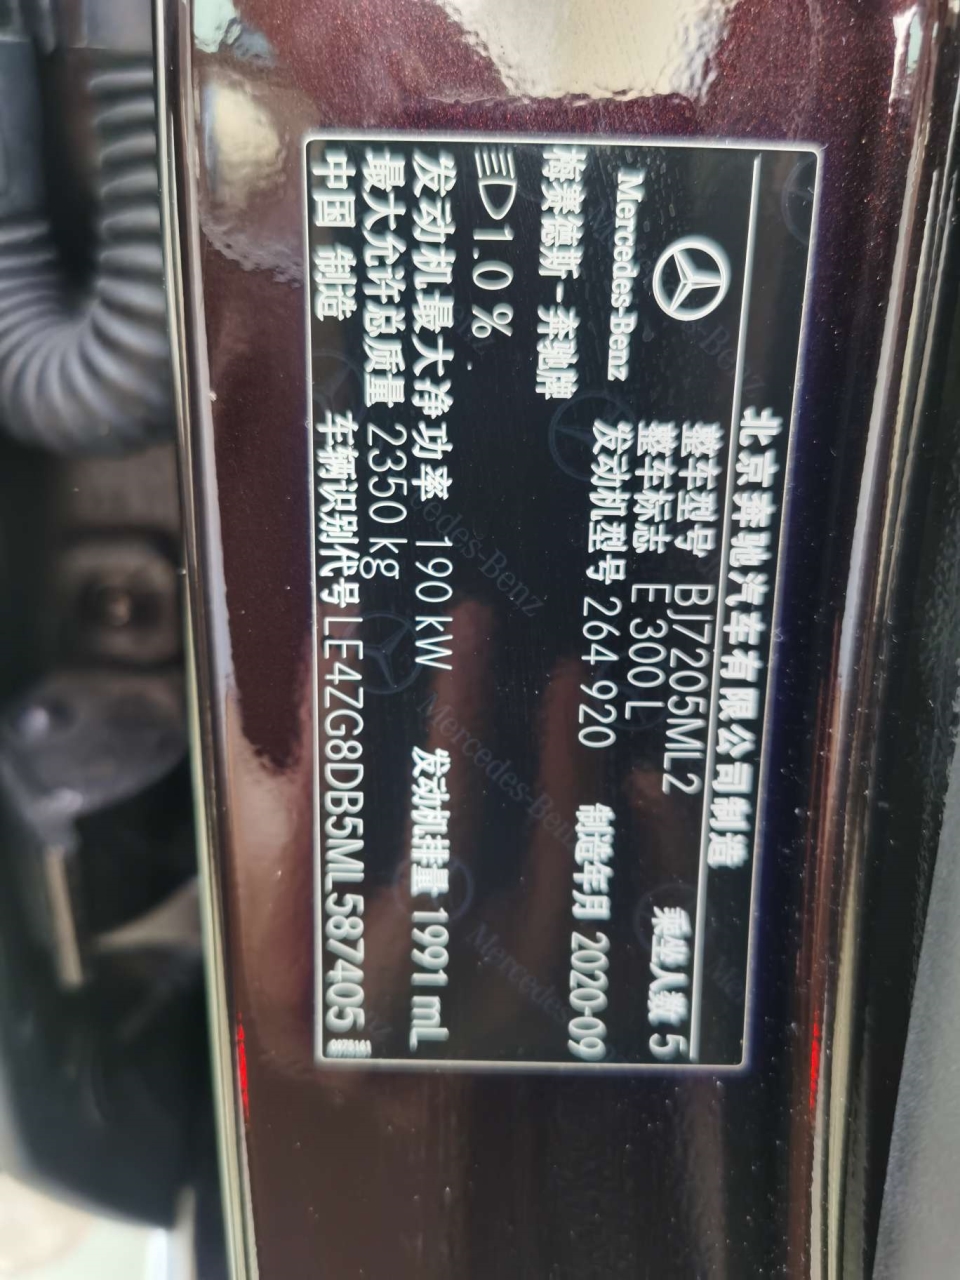 北京奔驰汽车有限公司制造
Mercedes-Benz
整车型号 BJ7205ML2
乘坐人数 5
整车标志 E 300 L
梅赛德斯-奔驰牌
发动机型号 264 920
制造年月 2020-09
1.0 %
发动机最大净功率 190 kW
发动机排量 1991 mL
最大允许总质量 2350 kg
中国 制造
车辆识别代号 LE4ZG8DB5ML587405